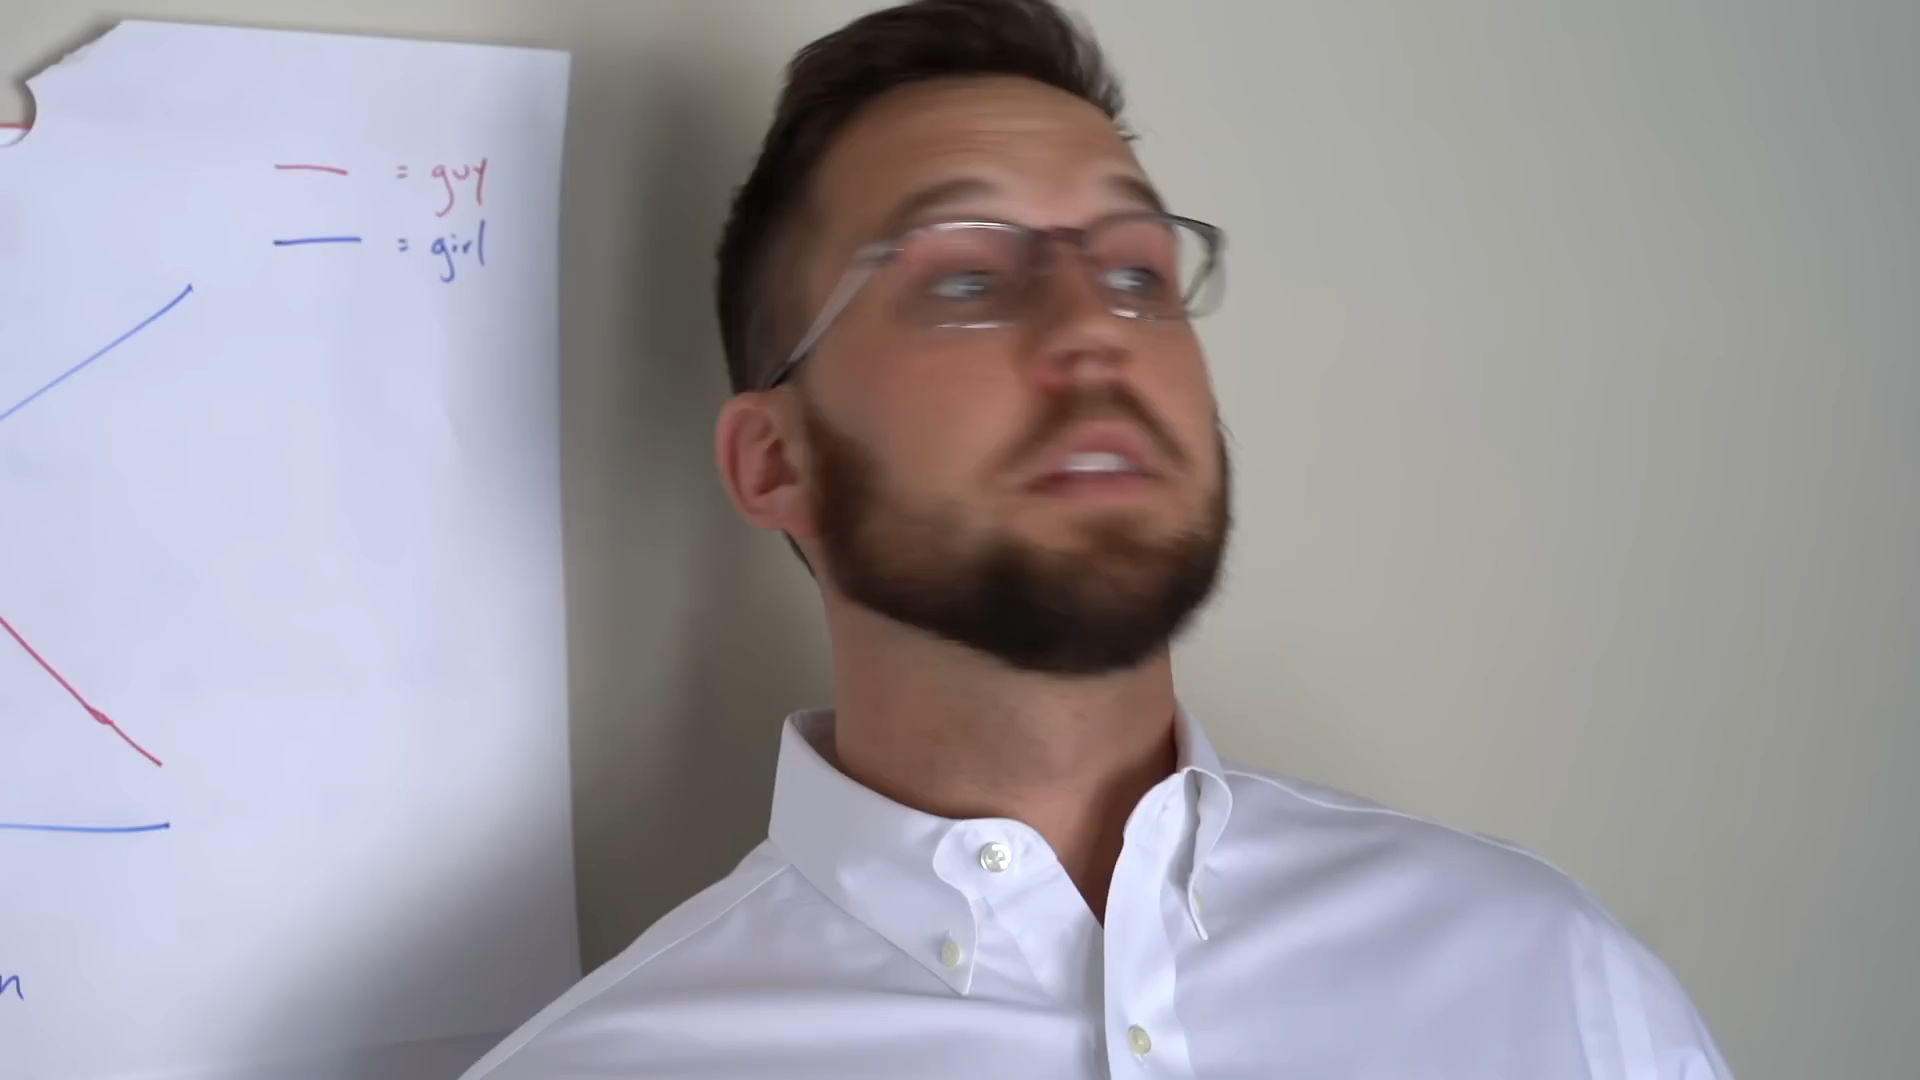 = guy
= girl
n